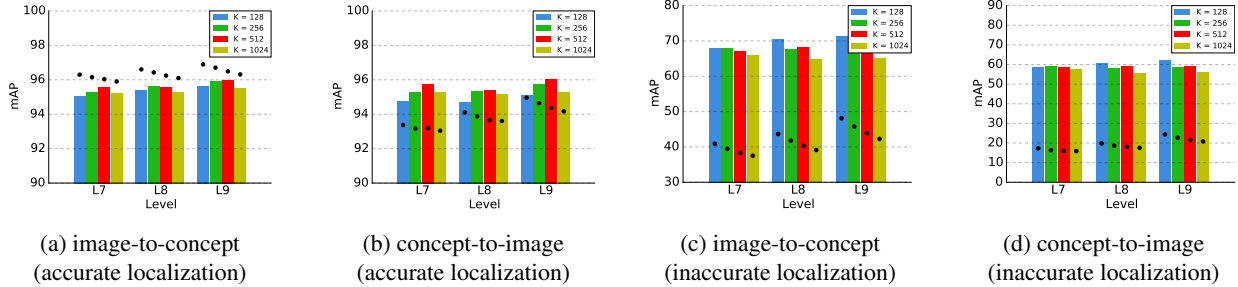 100
98
96
94
92
90
mAP
L7
L8
L9
Level
K = 128
K = 256
K = 512
K = 1024
(a) image-to-concept
(accurate localization)
100
98
96
94
92
90
mAP
L7
L8
L9
Level
K = 128
K = 256
K = 512
K = 1024
(b) concept-to-image
(accurate localization)
80
70
60
50
40
30
mAP
L7
L8
L9
Level
K = 128
K = 256
K = 512
K = 1024
(c) image-to-concept
(inaccurate localization)
90
80
70
60
50
40
30
20
10
0
mAP
L7
L8
L9
Level
K = 128
K = 256
K = 512
K = 1024
(d) concept-to-image
(inaccurate localization)